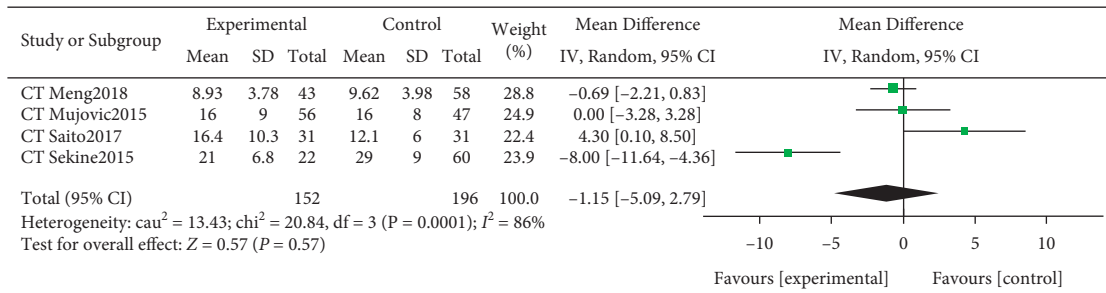 Study or Subgroup Experimental Control Weight (%) Mean Difference Mean Difference
Mean SD Total Mean SD Total IV, Random, 95% CI IV, Random, 95% CI
CT Meng2018 8.93 3.78 43 9.62 3.98 58 28.8 −0.69 [−2.21, 0.83]
CT Mujovic2015 16 9 56 16 8 47 24.9 0.00 [−3.28, 3.28]
CT Saito2017 16.4 10.3 31 12.1 6 31 22.4 4.30 [0.10, 8.50]
CT Sekine2015 21 6.8 22 29 9 60 23.9 −8.00 [−11.64, −4.36]
Total (95% CI) 152 196 100.0 −1.15 [−5.09, 2.79]
Heterogeneity: cau² = 13.43; chi² = 20.84, df = 3 (P = 0.0001); I² = 86%
Test for overall effect: Z = 0.57 (P = 0.57)
−10 −5 0 5 10
Favours [experimental] Favours [control]